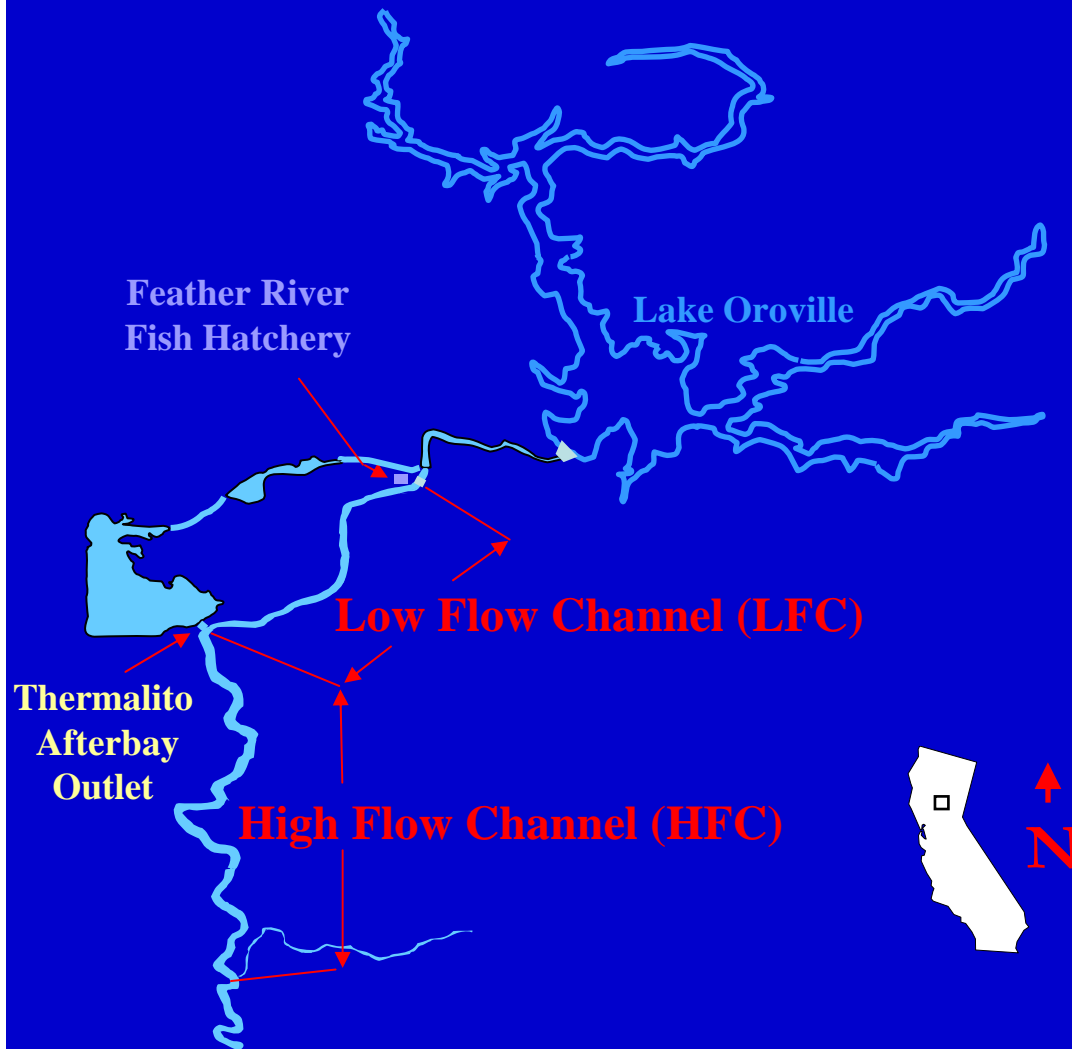 Feather River
Fish Hatchery
Lake Oroville
Low Flow Channel (LFC)
Thermalito
Afterbay
Outlet
High Flow Channel (HFC)
N